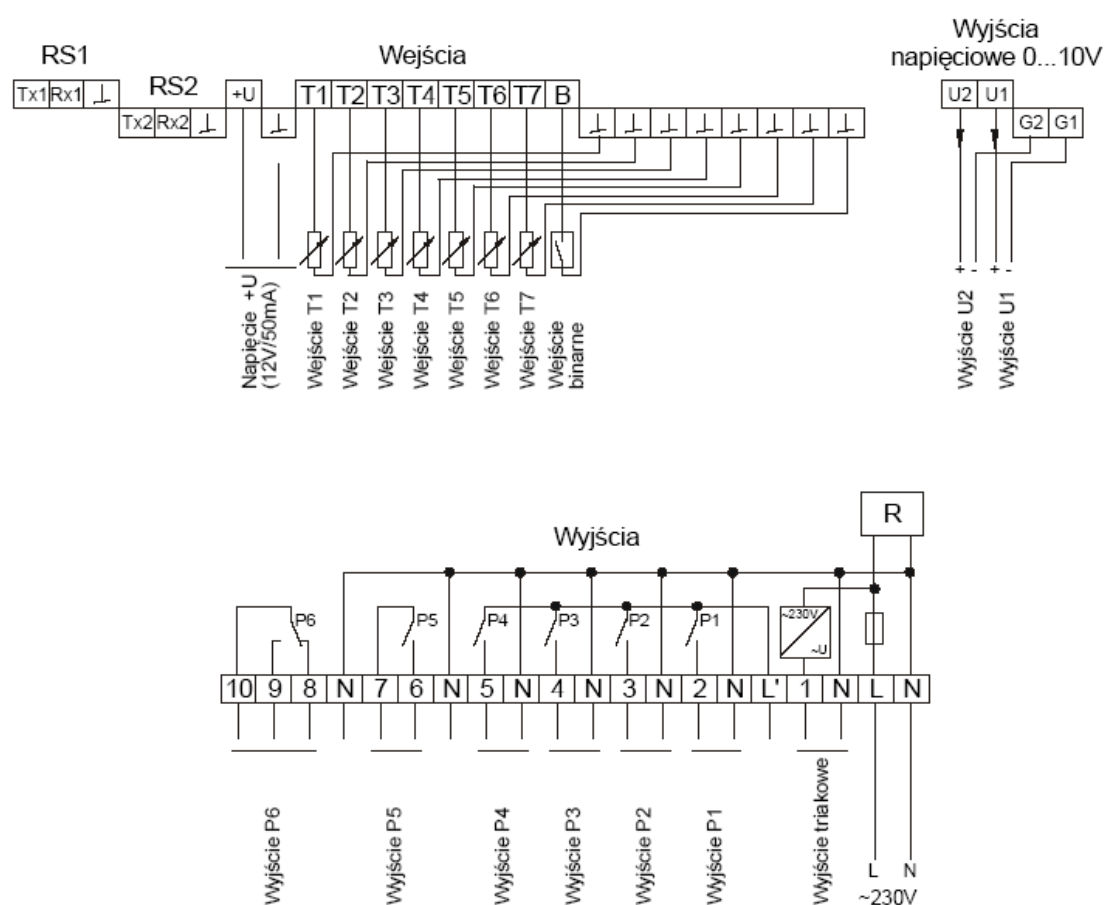 RS1
Tx1 Rx1
RS2
Tx2 Rx2
+U
Wejścia
T1 T2 T3 T4 T5 T6 T7 B
Wyjścia
napięciowe 0...10V
U2 U1
G2 G1
Napięcie +U
(12V/50mA)
Wejście T1
Wejście T2
Wejście T3
Wejście T4
Wejście T5
Wejście T6
Wejście T7
Wejście
binarne
+ - + -
Wyjście U2
Wyjście U1
R
Wyjścia
P6 P5 P4 P3 P2 P1
~230V
~U
10 9 8 N 7 6 N 5 N 4 N 3 N 2 N L' 1 N L N
Wyjście P6
Wyjście P5
Wyjście P4
Wyjście P3
Wyjście P2
Wyjście P1
Wyjście triakowe
L N
~230V